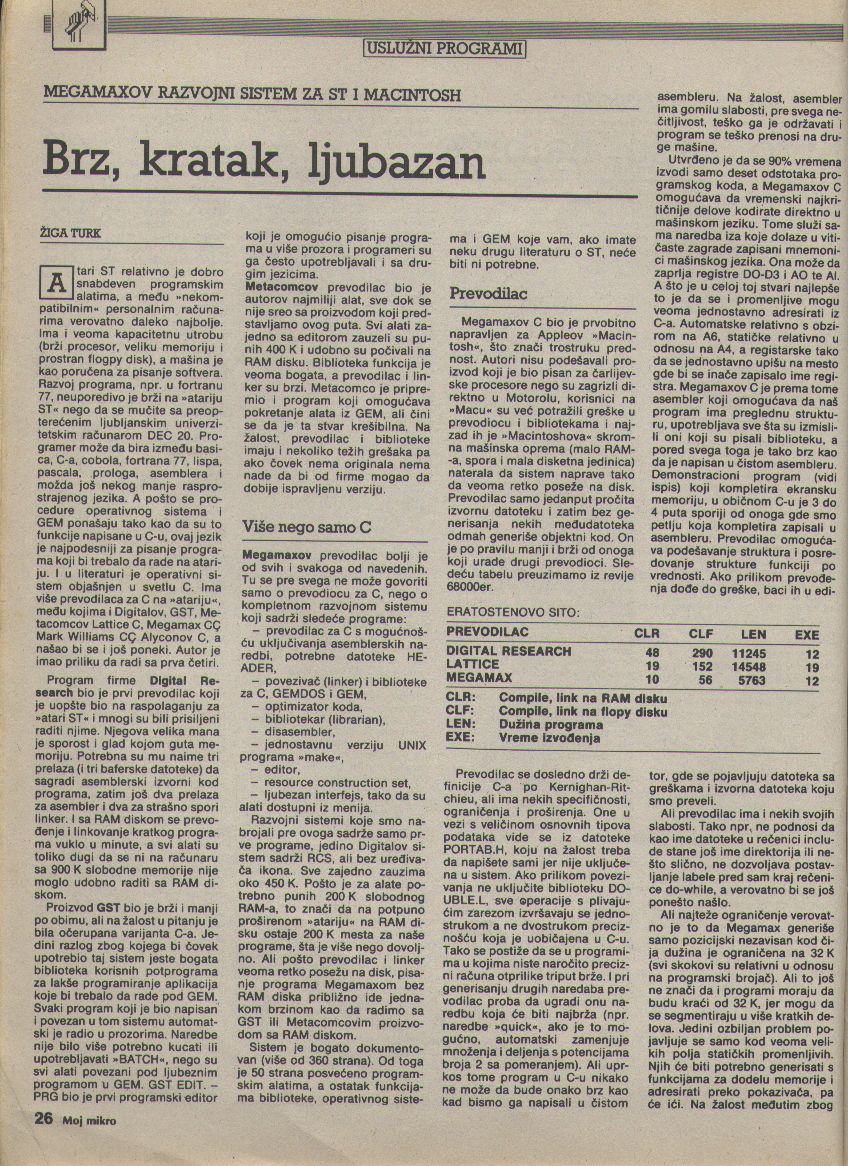 USLUŽNI PROGRAMI
MEGAMAXOV RAZVOJNI SISTEM ZA ST I MACINTOSH
Brz, kratak, ljubazan
ŽIGA TURK
Atari ST relativno je dobro
snabdeven programskim
alatima, a među »nekom-
patibilnim« personalnim računa-
rima verovatno daleko najbolje.
Ima i veoma kapacitetnu utrobu
(brzi procesor, veliku memoriju i
prostran flogpy disk), a mašina je
kao poručena za pisanje softvera.
Razvoj programa, npr. u fortranu
77, neuporedivo je brži na »atariju
ST« nego da se mučite sa preop-
terećenim ljubljanskim univerzi-
tetskim računarom DEC 20. Pro-
gramer može da bira između basi-
ca, C-a, cobola, fortrana 77, lispa,
pascala, prologa, asemblera i
možda još nekog manje raspro-
strajenog jezika. A pošto se pro-
cedure operativnog sistema i
GEM ponašaju tako kao da su to
funkcije napisane u C-u, ovaj jezik
je najpodesniji za pisanje progra-
ma koji bi trebalo da rade na atari-
ju. I u literaturi je operativni si-
stem objašnjen u svetlu C. Ima
više prevodilaca za C na »atariju«,
među kojima i Digitalov, GST, Me-
tacomcov Lattice C, Megamax CÇ
Mark Williams CÇ Alyconov C, a
našao bi se i još poneki. Autor je
imao priliku da radi sa prva četiri.
Program firme Digital Re-
search bio je prvi prevodilac koji
je uopšte bio na raspolaganju za
»atari ST« i mnogi su bili prisiljeni
raditi njime. Njegova velika mana
je sporost i glad kojom guta me-
moriju. Potrebna su mu naime tri
prelaza (i tri baferske datoteke) da
sagradi asemblerski izvorni kod
programa, zatim još dva prelaza
za asembler i dva za strašno spori
linker. I sa RAM diskom se prevo-
đenje i linkovanje kratkog progra-
ma vuklo u minute, a svi alati su
toliko dugi da se ni na računaru
sa 900 K slobodne memorije nije
moglo udobno raditi sa RAM di-
skom.
Proizvod GST bio je brži i manji
po obimu, ali na žalost u pitanju je
bila očerupana varijanta C-a. Je-
dini razlog zbog kojega bi čovek
upotrebio taj sistem jeste bogata
biblioteka korisnih potprograma
za lakše programiranje aplikacija
koje bi trebalo da rade pod GEM.
Svaki program koji je bio napisan
i povezan u tom sistemu automat-
ski je radio u prozorima. Naredbe
nije bilo više potrebno kucati ili
upotrebljavati »BATCH«, nego su
svi alati povezani pod ljubeznim
programom u GEM. GST EDIT. –
PRG bio je prvi programski editor
koji je omogućio pisanje progra-
ma u više prozora i programeri su
ga često upotrebljavali i sa dru-
gim jezicima.
Metacomcov prevodilac bio je
autorov najmiliji alat, sve dok se
nije sreo sa proizvodom koji pred-
stavljamo ovog puta. Svi alati za-
jedno sa editorom zauzeli su pu-
nih 400 K i udobno su počivali na
RAM disku. Biblioteka funkcija je
veoma bogata, a prevodilac i lin-
ker su brzi. Metacomco je pripre-
mio i program koji omogućava
pokretanje alata iz GEM, ali čini
se da je ta stvar krešibilna. Na
žalost, prevodilac i biblioteke
imaju i nekoliko težih grešaka pa
ako čovek nema originala nema
nade da bi od firme mogao da
dobije ispravljenu verziju.
Više nego samo C
Megamaxov prevodilac bolji je
od svih i svakoga od navedenih.
Tu se pre svega ne može govoriti
samo o prevodiocu za C, nego o
kompletnom razvojnom sistemu
koji sadrži sledeće programe:
– prevodilac za C s mogućnoš-
ću uključivanja asemblerskih na-
redbi, potrebne datoteke HE-
ADER,
– povezivač (linker) i biblioteke
za C, GEMDOS i GEM,
– optimizator koda,
– bibliotekar (librarian),
– disasembler,
– jednostavnu verziju UNIX
programa »make«,
– editor,
– resource construction set,
– ljubezan interfejs, tako da su
alati dostupni iz menija.
Razvojni sistemi koje smo na-
brojali pre ovoga sadrže samo pr-
ve programe, jedino Digitalov si-
stem sadrži RCS, ali bez uređiva-
ča ikona. Sve zajedno zauzima
oko 450 K. Pošto je za alate po-
trebno punih 200 K slobodnog
RAM-a, to znači da na potpuno
proširenom »atariju« na RAM di-
sku ostaje 200 K mesta za naše
programe, šta je više nego dovolj-
no. Ali pošto prevodilac i linker
veoma retko posežu na disk, pisa-
nje programa Megamaxom bez
RAM diska približno ide jedna-
kom brzinom kao da radimo sa
GST ili Metacomcovim proizvo-
dom sa RAM diskom.
Sistem je bogato dokumento-
van (više od 360 strana). Od toga
je 50 strana posvećeno program-
skim alatima, a ostatak funkcija-
ma biblioteke, operativnog siste-
ma i GEM koje vam, ako imate
neku drugu literaturu o ST, neće
biti ni potrebne.
Prevodilac
Megamaxov C bio je prvobitno
napravljen za Appleov »Macin-
tosh«, što znači trostruku pred-
nost. Autori nisu podešavali pro-
izvod koji je bio pisan za čarljiev-
ske procesore nego su zagrizli di-
rektno u Motorolu, korisnici na
»Macu« su već potražili greške u
prevodiocu i bibliotekama i naj-
zad ih je »Macintoshova« skrom-
na mašinska oprema (malo RAM-
-a, spora i mala disketna jedinica)
naterala da sistem naprave tako
da veoma retko poseže na disk.
Prevodilac samo jedanput pročita
izvornu datoteku i zatim bez ge-
nerisanja nekih međudatoteka
odmah generiše objektni kod. On
je po pravilu manji i brži od onoga
koji urade drugi prevodioci. Sle-
deću tabelu preuzimamo iz revije
68000er.
ERATOSTENOVO SITO:
PREVODILAC CLR CLF LEN EXE
DIGITAL RESEARCH 48 290 11245 12
LATTICE 19 152 14548 19
MEGAMAX 10 56 5763 12
CLR: Compile, link na RAM disku
CLF: Compile, link na flopy disku
LEN: Dužina programa
EXE: Vreme izvođenja
Prevodilac se dosledno drži de-
finicije C-a po Kernighan-Rit-
chieu, ali ima nekih specifičnosti,
ograničenja i proširenja. One u
vezi s veličinom osnovnih tipova
podataka vide se iz datoteke
PORTAB.H, koju na žalost treba
da napišete sami jer nije uključe-
na u sistem. Ako prilikom povezi-
vanja ne uključite biblioteku DO-
UBLE.L, sve operacije s plivaju-
ćim zarezom izvršavaju se jedno-
strukom a ne dvostrukom preciz-
nošću koja je uobičajena u C-u.
Tako se postiže da se u programi-
ma u kojima niste naročito preciz-
ni računa otprilike triput brže. I pri
generisanju drugih naredaba pre-
vodilac proba da ugradi onu na-
redbu koja će biti najbrža (npr.
naredbe »quick«, ako je to mo-
gućno, automatski zamenjuje
množenja i deljenja s potencijama
broja 2 sa pomeranjem). Ali upr-
kos tome program u C-u nikako
ne može da bude onako brz kao
kad bismo ga napisali u čistom
asembleru. Na žalost, asembler
ima gomilu slabosti, pre svega ne-
čitljivost, teško ga je održavati i
program se teško prenosi na dru-
ge mašine.
Utvrđeno je da se 90% vremena
izvodi samo deset odstotaka pro-
gramskog koda, a Megamaxov C
omogućava da vremenski najkri-
tičnije delove kodirate direktno u
mašinskom jeziku. Tome služi sa-
ma naredba iza koje dolaze u viti-
častе zagrade zapisani mnemoni-
ci mašinskog jezika. Ona može da
zaprlja registre DO-D3 i AO te Al.
A što je u celoj toj stvari najlepše
to je da se i promenljive mogu
veoma jednostavno adresirati iz
C-a. Automatske relativno s obzi-
rom na A6, statičke relativno u
odnosu na A4, a registarske tako
da se jednostavno upišu na mesto
gde bi se inače zapisalo ime regi-
stra. Megamaxov C je prema tome
asembler koji omogućava da naš
program ima preglednu struktu-
ru, upotrebljava sve šta su izmisli-
li oni koji su pisali biblioteku, a
pored svega toga je tako brz kao
da je napisan u čistom asembleru.
Demonstracioni program (vidi
ispis) koji kompletira ekransku
memoriju, u običnom C-u je 3 do
4 puta sporiji od onoga gde smo
petlju koja kompletira zapisali u
asembleru. Prevodilac omoguća-
va podešavanje struktura i posre-
dovanje strukture funkciji po
vrednosti. Ako prilikom prevođe-
nja dođe do greške, baci ih u edi-
tor, gde se pojavljuju datoteka sa
greškama i izvorna datoteka koju
smo preveli.
Ali prevodilac ima i nekih svojih
slabosti. Tako npr, ne podnosi da
kao ime datoteke u rečenici inclu-
de stane još ime direktorija ili ne-
što slično, ne dozvoljava postav-
ljanje labele pred sam kraj rečeni-
ce do-while, a verovatno bi se još
ponešto našlo.
Ali najteže ograničenje verovat-
no je to da Megamax generiše
samo pozicijski nezavisan kod či-
ja dužina je ograničena na 32 K
(svi skokovi su relativni u odnosu
na programski brojač). Ali to još
ne znači da i programi moraju da
budu kraći od 32 K, jer mogu da
se segmentiraju u više kratkih de-
lova. Jedini ozbiljan problem po-
javljuje se samo kod veoma veli-
kih polja statičkih promenljivih.
Njih će biti potrebno generisati s
funkcijama za dodelu memorije i
adresirati preko pokazivača, pa
će ići. Na žalost međutim zbog
26 Moj mikro